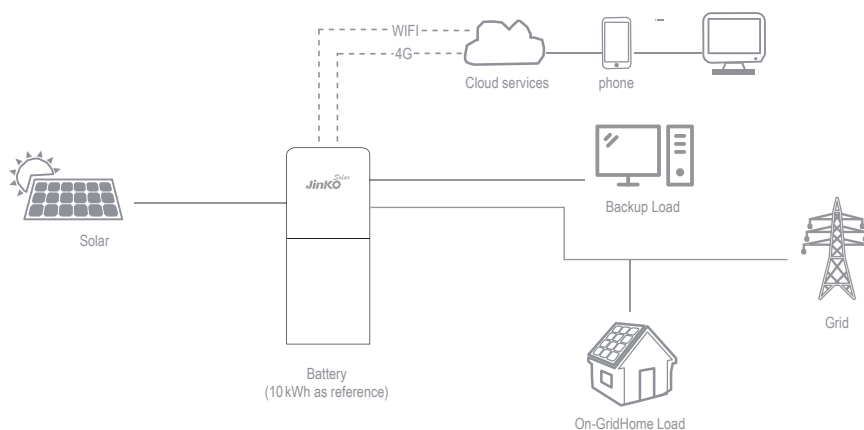 WIFI
4G
Cloud services
phone
Solar
JinKO
Backup Load
Solar
Grid
Battery
(10 kWh as reference)
On-GridHome Load